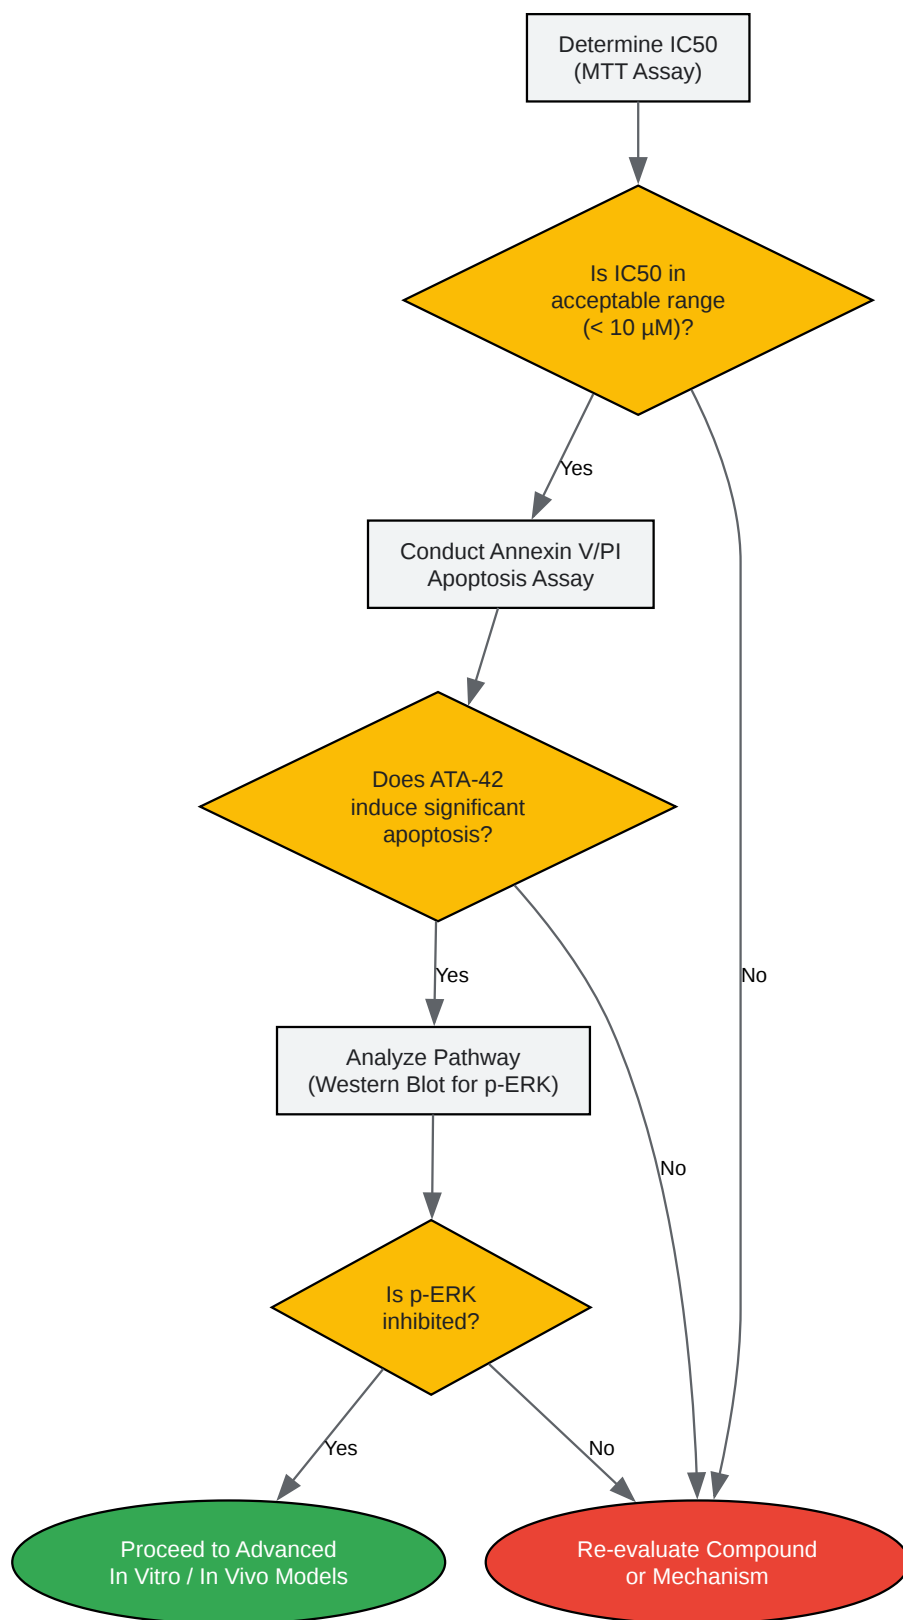 Determine IC50
(MTT Assay)
Is IC50 in
acceptable range
(< 10 µM)?
Yes
Conduct Annexin V/PI
Apoptosis Assay
Does ATA-42
induce significant
apoptosis?
Yes
No
Analyze Pathway
(Western Blot for p-ERK)
No
Is p-ERK
inhibited?
Yes
No
Proceed to Advanced
In Vitro / In Vivo Models
Re-evaluate Compound
or Mechanism